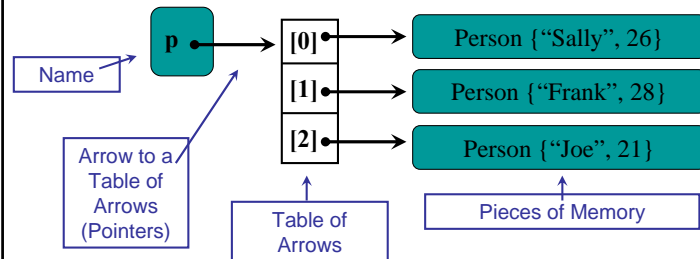 p
[0]
Person {“Sally”, 26}
Name
[1]
Person {“Frank”, 28}
[2]
Person {“Joe”, 21}
Arrow to a
Table of
Arrows
(Pointers)
Table of
Arrows
Pieces of Memory